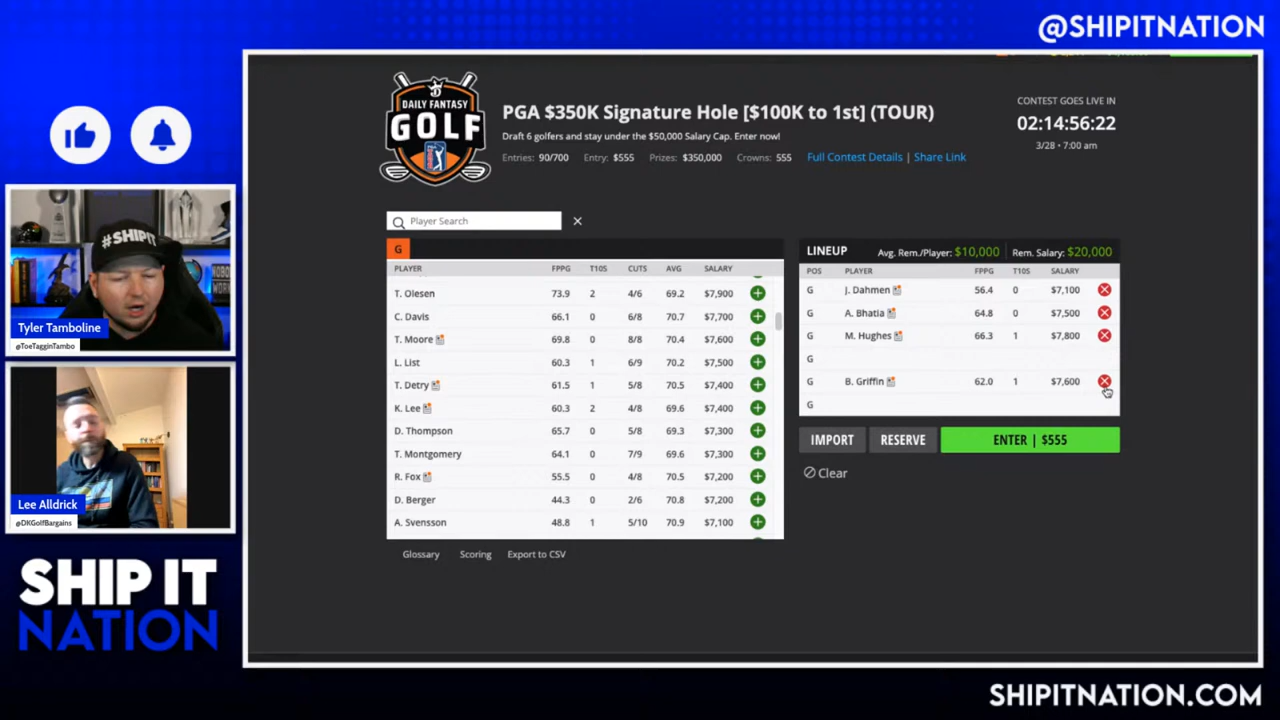 @SHIPITNATION
DAILY FANTASY
GOLF
PGA TOUR
PGA $350K Signature Hole [$100K to 1st] (TOUR)
Draft 6 golfers and stay under the $50,000 Salary Cap. Enter now!
Entries: 90/700 Entry: $555 Prizes: $350,000 Crowns: 555 Full Contest Details | Share Link
CONTEST GOES LIVE IN
02:14:56:22
3/28 • 7:00 am
Player Search
G
PLAYER FPPG T10S CUTS AVG SALARY
T. Olesen 73.9 2 4/6 69.2 $7,900
C. Davis 66.1 0 6/8 70.7 $7,700
T. Moore 69.8 0 8/8 70.4 $7,600
L. List 60.3 1 6/9 70.2 $7,500
T. Detry 61.5 1 5/8 70.5 $7,400
K. Lee 60.3 2 4/8 69.6 $7,400
D. Thompson 65.7 0 5/8 69.3 $7,300
T. Montgomery 64.1 0 7/9 69.6 $7,300
R. Fox 55.5 0 4/8 70.5 $7,200
D. Berger 44.3 0 2/6 70.8 $7,200
A. Svensson 48.8 1 5/10 70.9 $7,100
Glossary Scoring Export to CSV
LINEUP Avg. Rem./Player: $10,000 Rem. Salary: $20,000
POS PLAYER FPPG T10S SALARY
G J. Dahmen 56.4 0 $7,100
G A. Bhatia 64.8 0 $7,500
G M. Hughes 66.3 1 $7,800
G
G B. Griffin 62.0 1 $7,600
G
IMPORT RESERVE ENTER | $555
Clear
#SHIPIT
Tyler Tamboline
@ToeTagginTambo
Lee Alldrick
@DKGolfBargains
SHIP IT
NATION
SHIPITNATION.COM